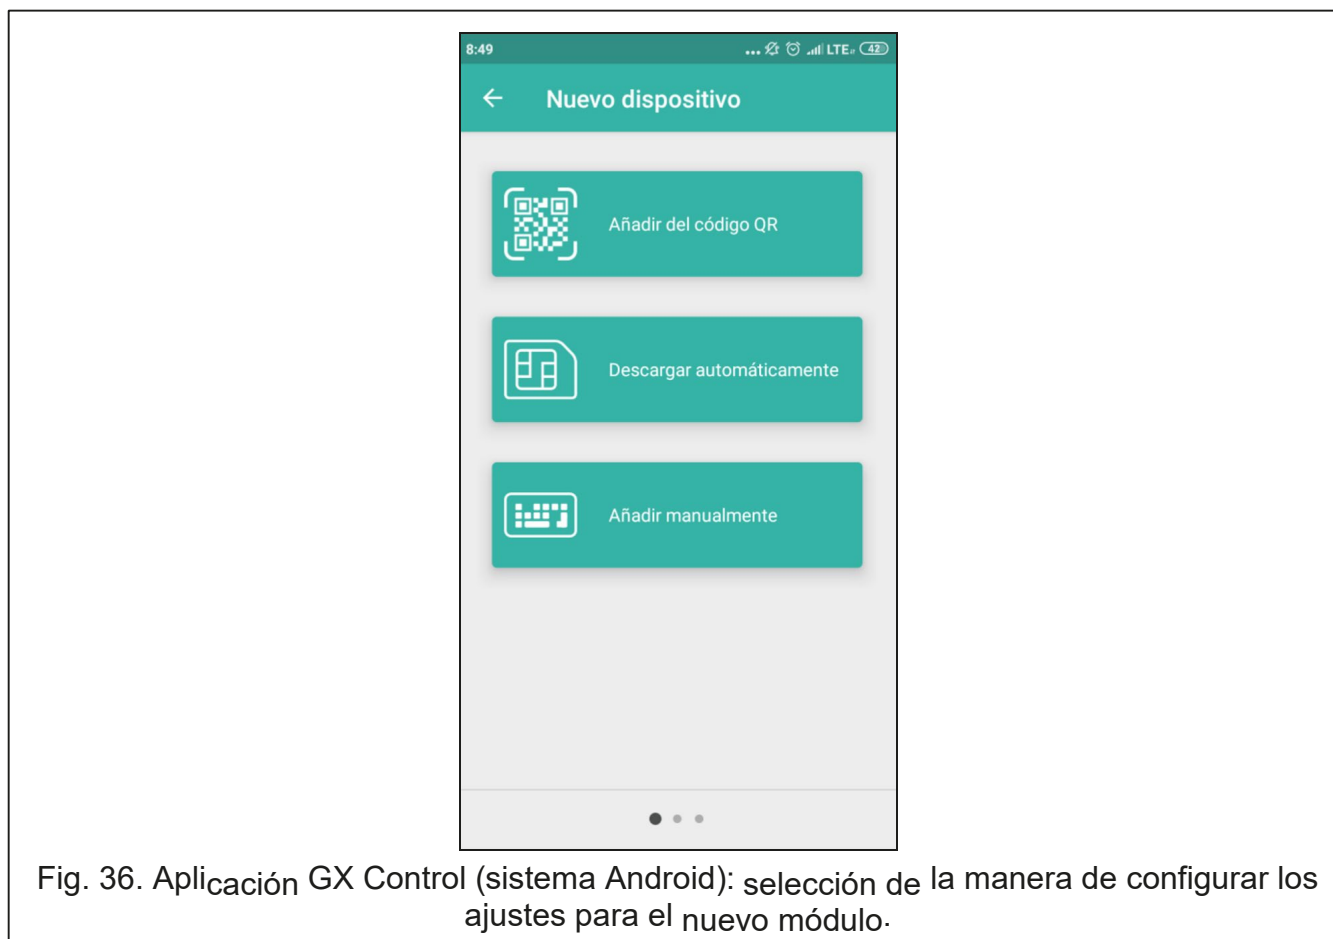 8:49 ... LTE 42
Nuevo dispositivo
Añadir del código QR
Descargar automáticamente
Añadir manualmente
Fig. 36. Aplicación GX Control (sistema Android): selección de la manera de configurar los
ajustes para el nuevo módulo.